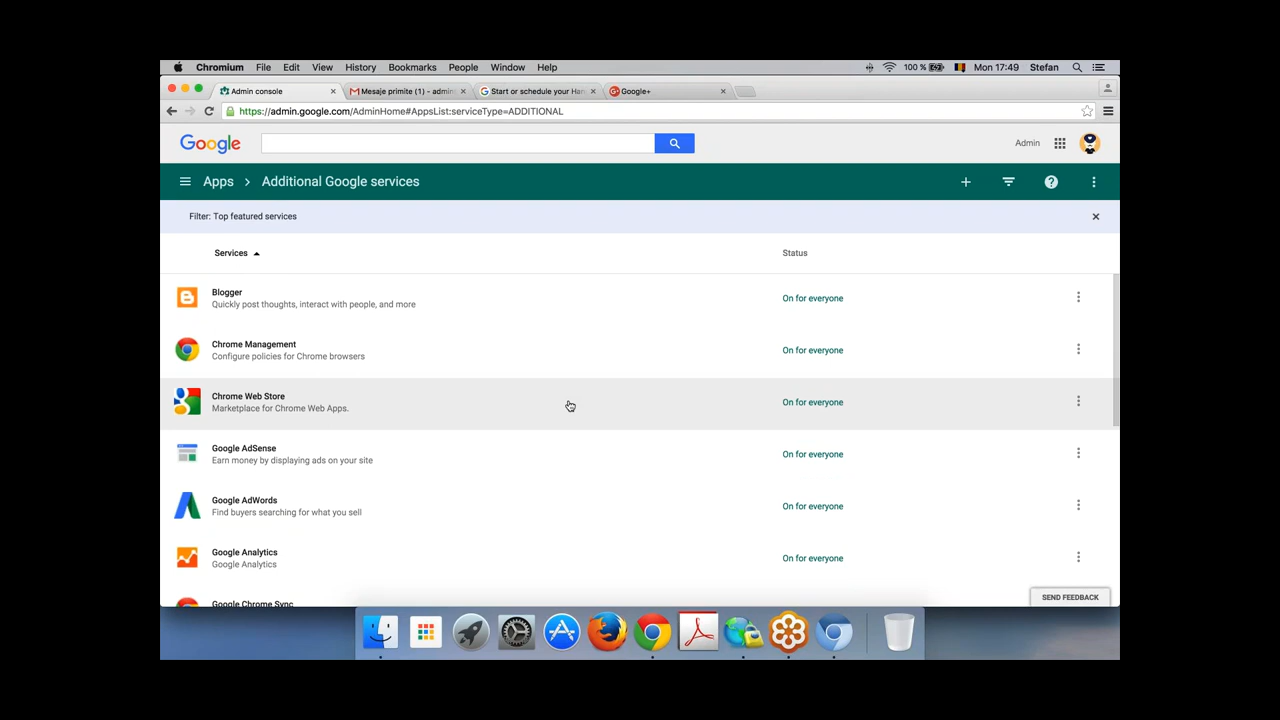 Chromium File Edit View History Bookmarks People Window Help 100 % Mon 17:49 Stefan
Admin console Mesaje primite (1) - admin Start or schedule your Han Google+
https://admin.google.com/AdminHome#AppsList:serviceType=ADDITIONAL
Google Admin
Apps Additional Google services
Filter: Top featured services
Services Status
Blogger
Quickly post thoughts, interact with people, and more
On for everyone
Chrome Management
Configure policies for Chrome browsers
On for everyone
Chrome Web Store
Marketplace for Chrome Web Apps.
On for everyone
Google AdSense
Earn money by displaying ads on your site
On for everyone
Google AdWords
Find buyers searching for what you sell
On for everyone
Google Analytics
Google Analytics
On for everyone
Google Chrome Sync
SEND FEEDBACK